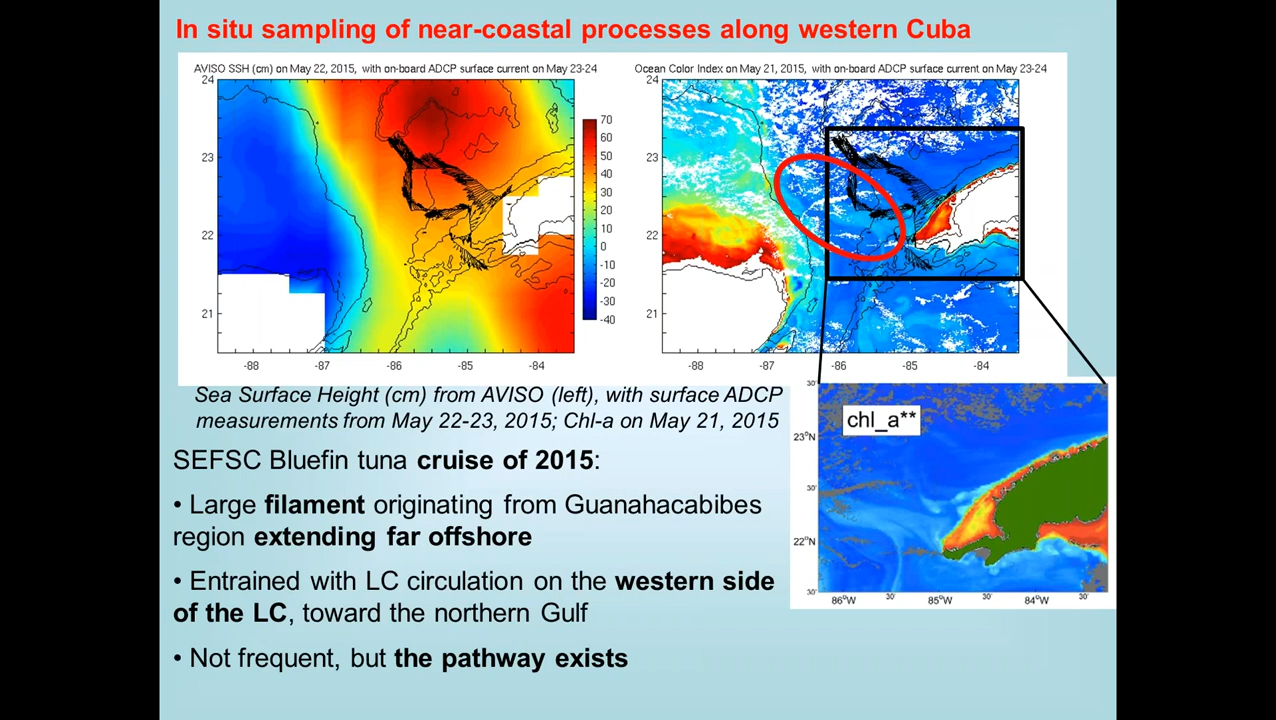 In situ sampling of near-coastal processes along western Cuba
AVISO SSH (cm) on May 22, 2015, with on-board ADCP surface current on May 23-24
24
23
22
21
-88
-87
-86
-85
-84
70
60
50
40
30
20
10
0
-10
-20
-30
-40
Ocean Color Index on May 21, 2015, with on-board ADCP surface current on May 23-24
24
23
22
21
-88
-87
-86
-85
-84
Sea Surface Height (cm) from AVISO (left), with surface ADCP
measurements from May 22-23, 2015; Chl-a on May 21, 2015
chl_a**
30'
23°N
30'
22°N
30'
86°W
30'
85°W
30'
84°W
30'
SEFSC Bluefin tuna cruise of 2015:
• Large filament originating from Guanahacabibes
region extending far offshore
• Entrained with LC circulation on the western side
of the LC, toward the northern Gulf
• Not frequent, but the pathway exists